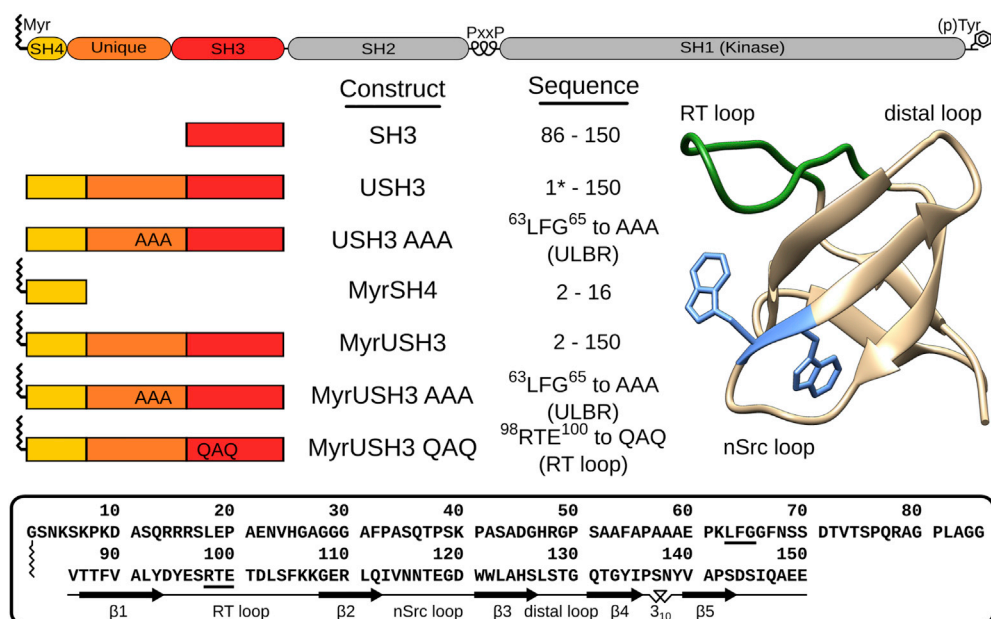 Myr
PxxP
(p)Tyr
SH4 Unique SH3 SH2 SH1 (Kinase)
Construct Sequence
RT loop distal loop
SH3 86 - 150
USH3 1* - 150
AAA USH3 AAA ⁶³LFG⁶⁵ to AAA
(ULBR)
MyrSH4 2 - 16
MyrUSH3 2 - 150
AAA MyrUSH3 AAA ⁶³LFG⁶⁵ to AAA
(ULBR)
QAQ MyrUSH3 QAQ ⁹⁸RTE¹⁰⁰ to QAQ
(RT loop)
nSrc loop
10 20 30 40 50 60 70 80
GSNKSKPKD ASQRRRSLEP AENVHGAGGG AFPASQTPSK PASADGHRGP SAAFAPAAAE PKLFGGFNSS DTVTSPQRAG PLAGG
90 100 110 120 130 140 150
VTTFV ALYDYESRTE TDLSFKKGER LQIVNNTEGD WWLAHSLSTG QTGYIPSNYV APSDSIQAEE
β1 RT loop β2 nSrc loop β3 distal loop β4 3₁₀ β5